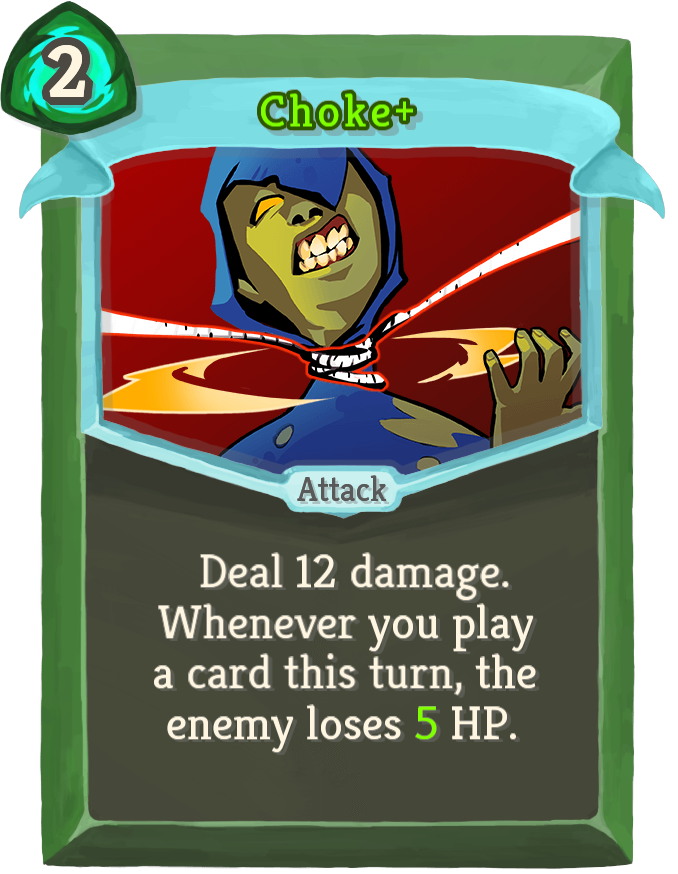 2
Choke+
Attack
Deal 12 damage.
Whenever you play
a card this turn, the
enemy loses 5 HP.